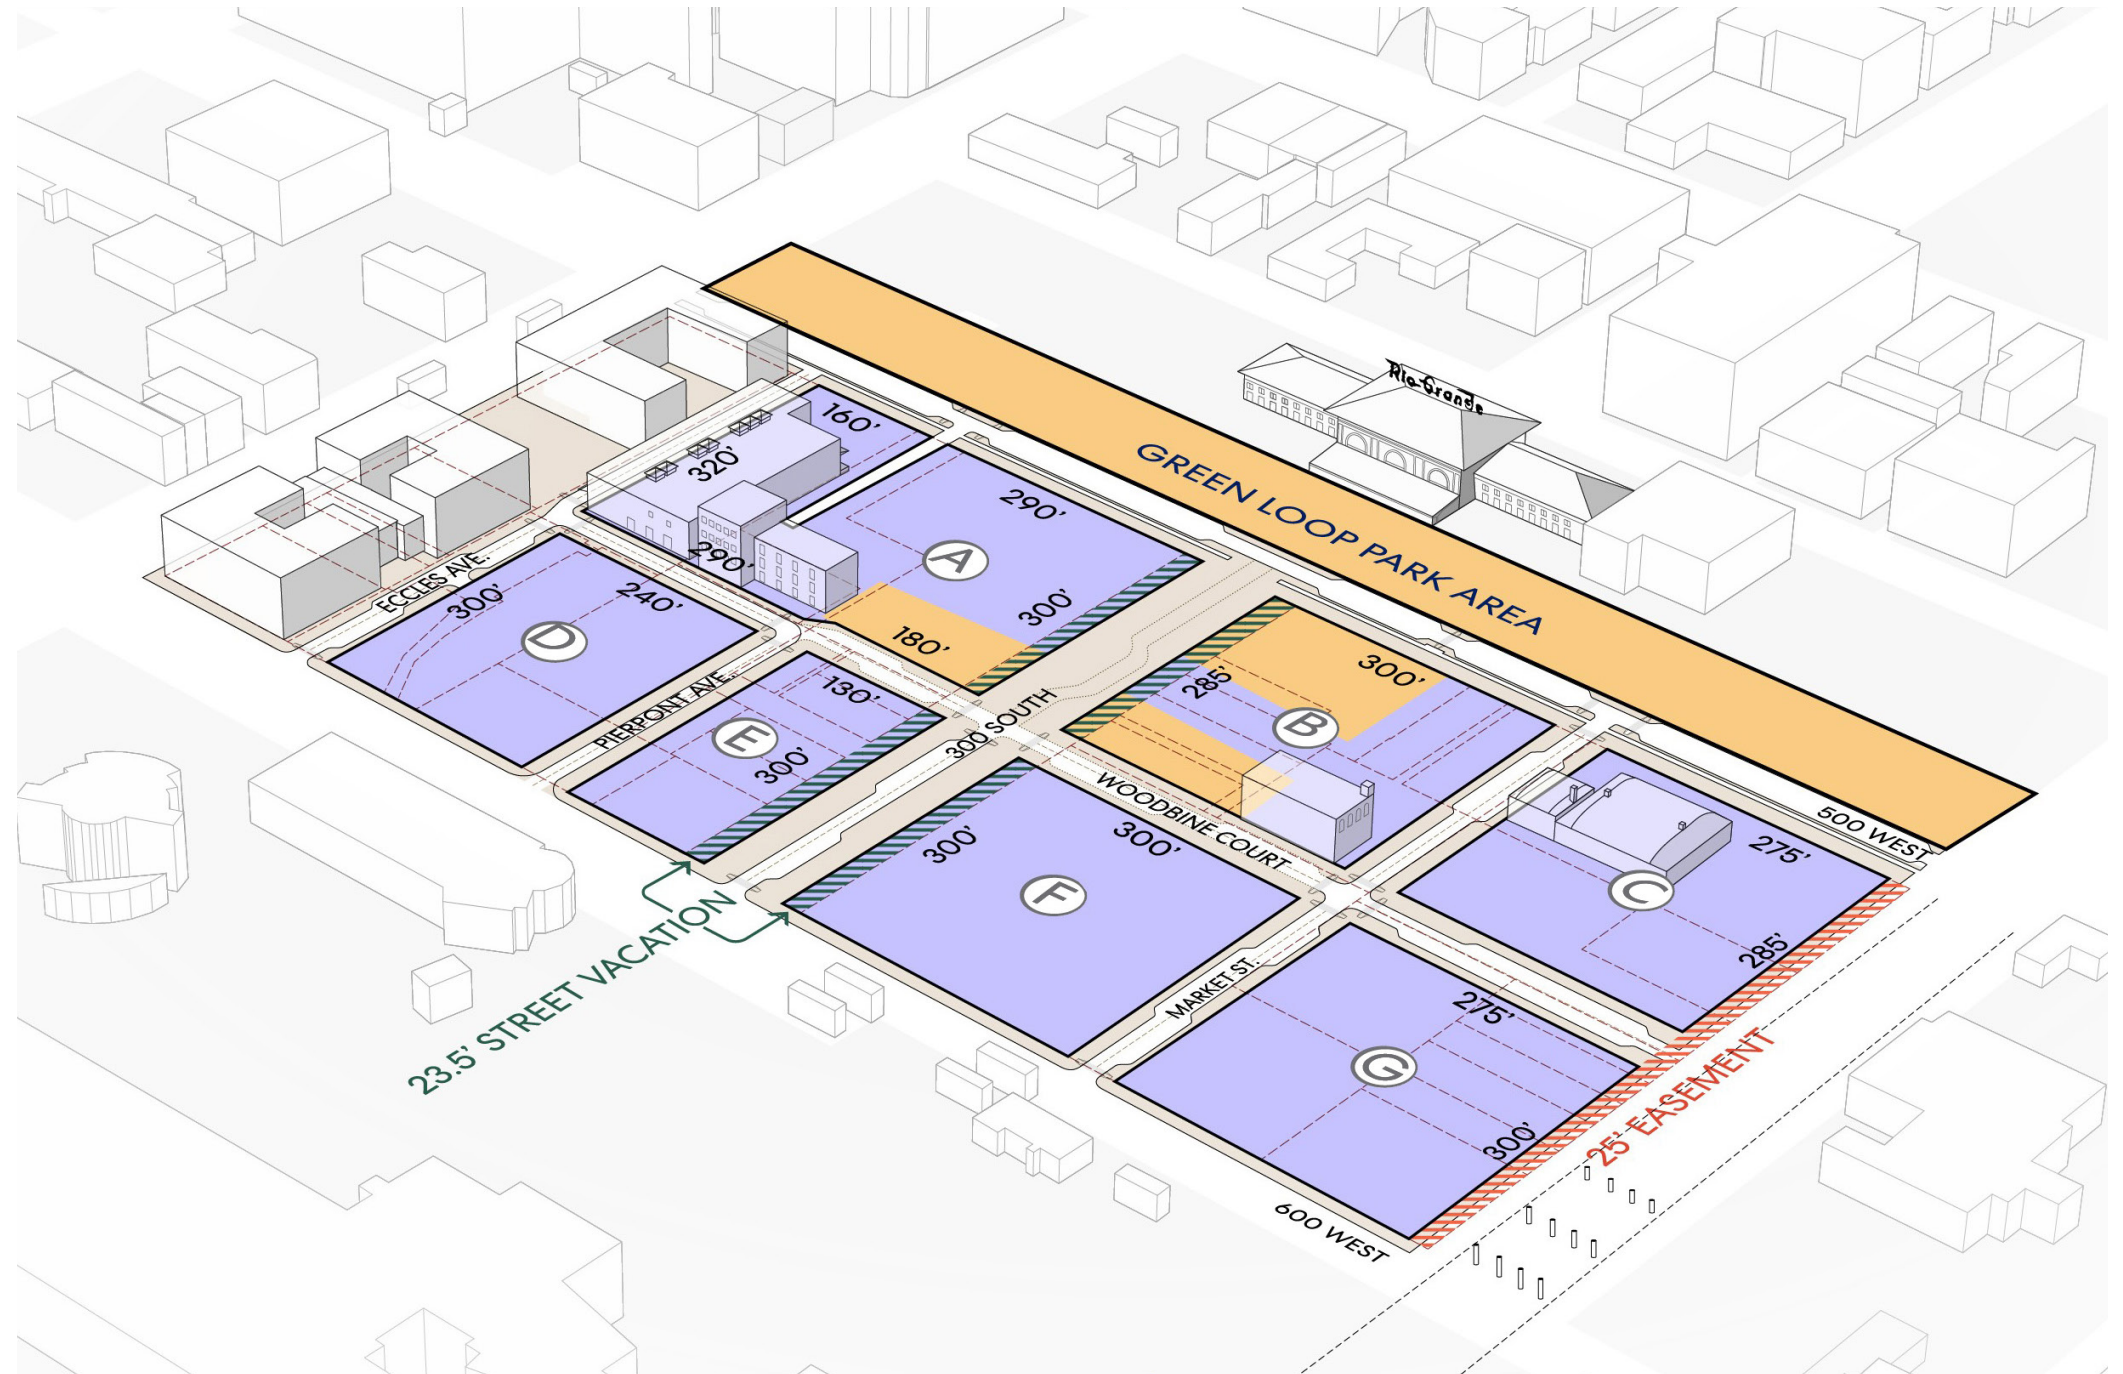 Rio Grande
GREEN LOOP PARK AREA
160'
320'
290'
290'
A
300'
180'
ECCLES AVE.
300'
240'
D
PIERPONT AVE.
130'
E
300'
300 SOUTH
300'
285'
B
WOODBINE COURT
500 WEST
275'
C
285'
300'
300'
F
23.5' STREET VACATION
MARKET ST.
275'
G
300'
25' EASEMENT
600 WEST